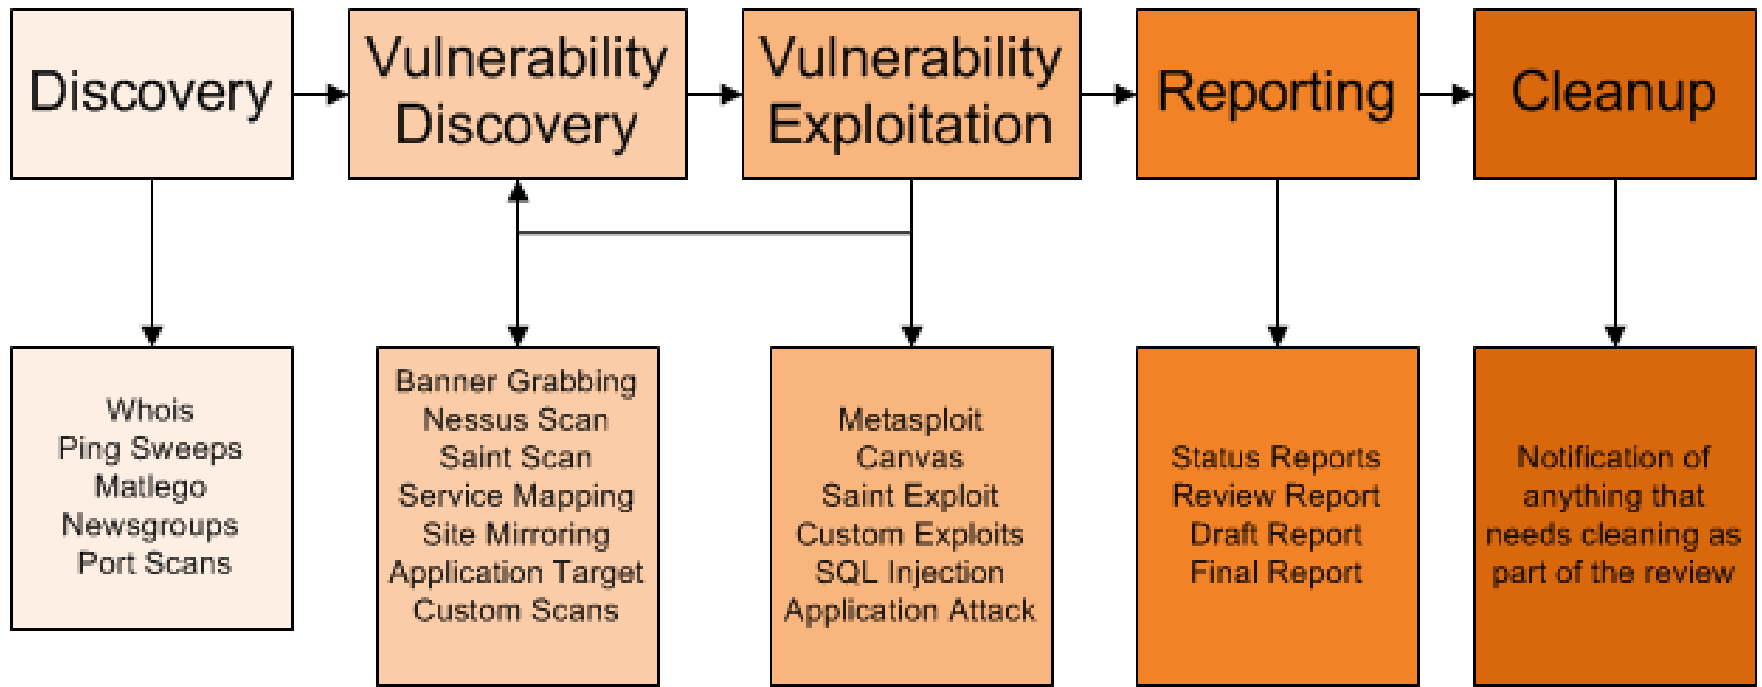 Discovery
Vulnerability
Discovery
Vulnerability
Exploitation
Reporting
Cleanup
Whois
Ping Sweeps
Matlego
Newsgroups
Port Scans
Banner Grabbing
Nessus Scan
Saint Scan
Service Mapping
Site Mirroring
Application Target
Custom Scans
Metasploit
Canvas
Saint Exploit
Custom Exploits
SQL Injection
Application Attack
Status Reports
Review Report
Draft Report
Final Report
Notification of
anything that
needs cleaning as
part of the review